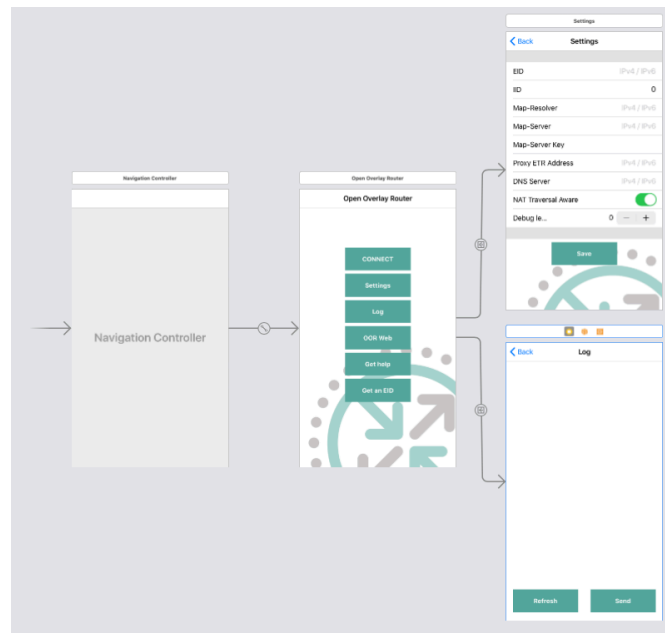 Navigation Controller
Navigation Controller
Open Overlay Router
Open Overlay Router
CONNECT
Settings
Log
OOR Web
Get help
Get an EID
Settings
Back Settings
EID IPv4 / IPv6
IID 0
Map-Resolver IPv4 / IPv6
Map-Server IPv4 / IPv6
Map-Server Key
Proxy ETR Address IPv4 / IPv6
DNS Server IPv4 / IPv6
NAT Traversal Aware
Debug le... 0 − +
Save
Back Log
Refresh Send